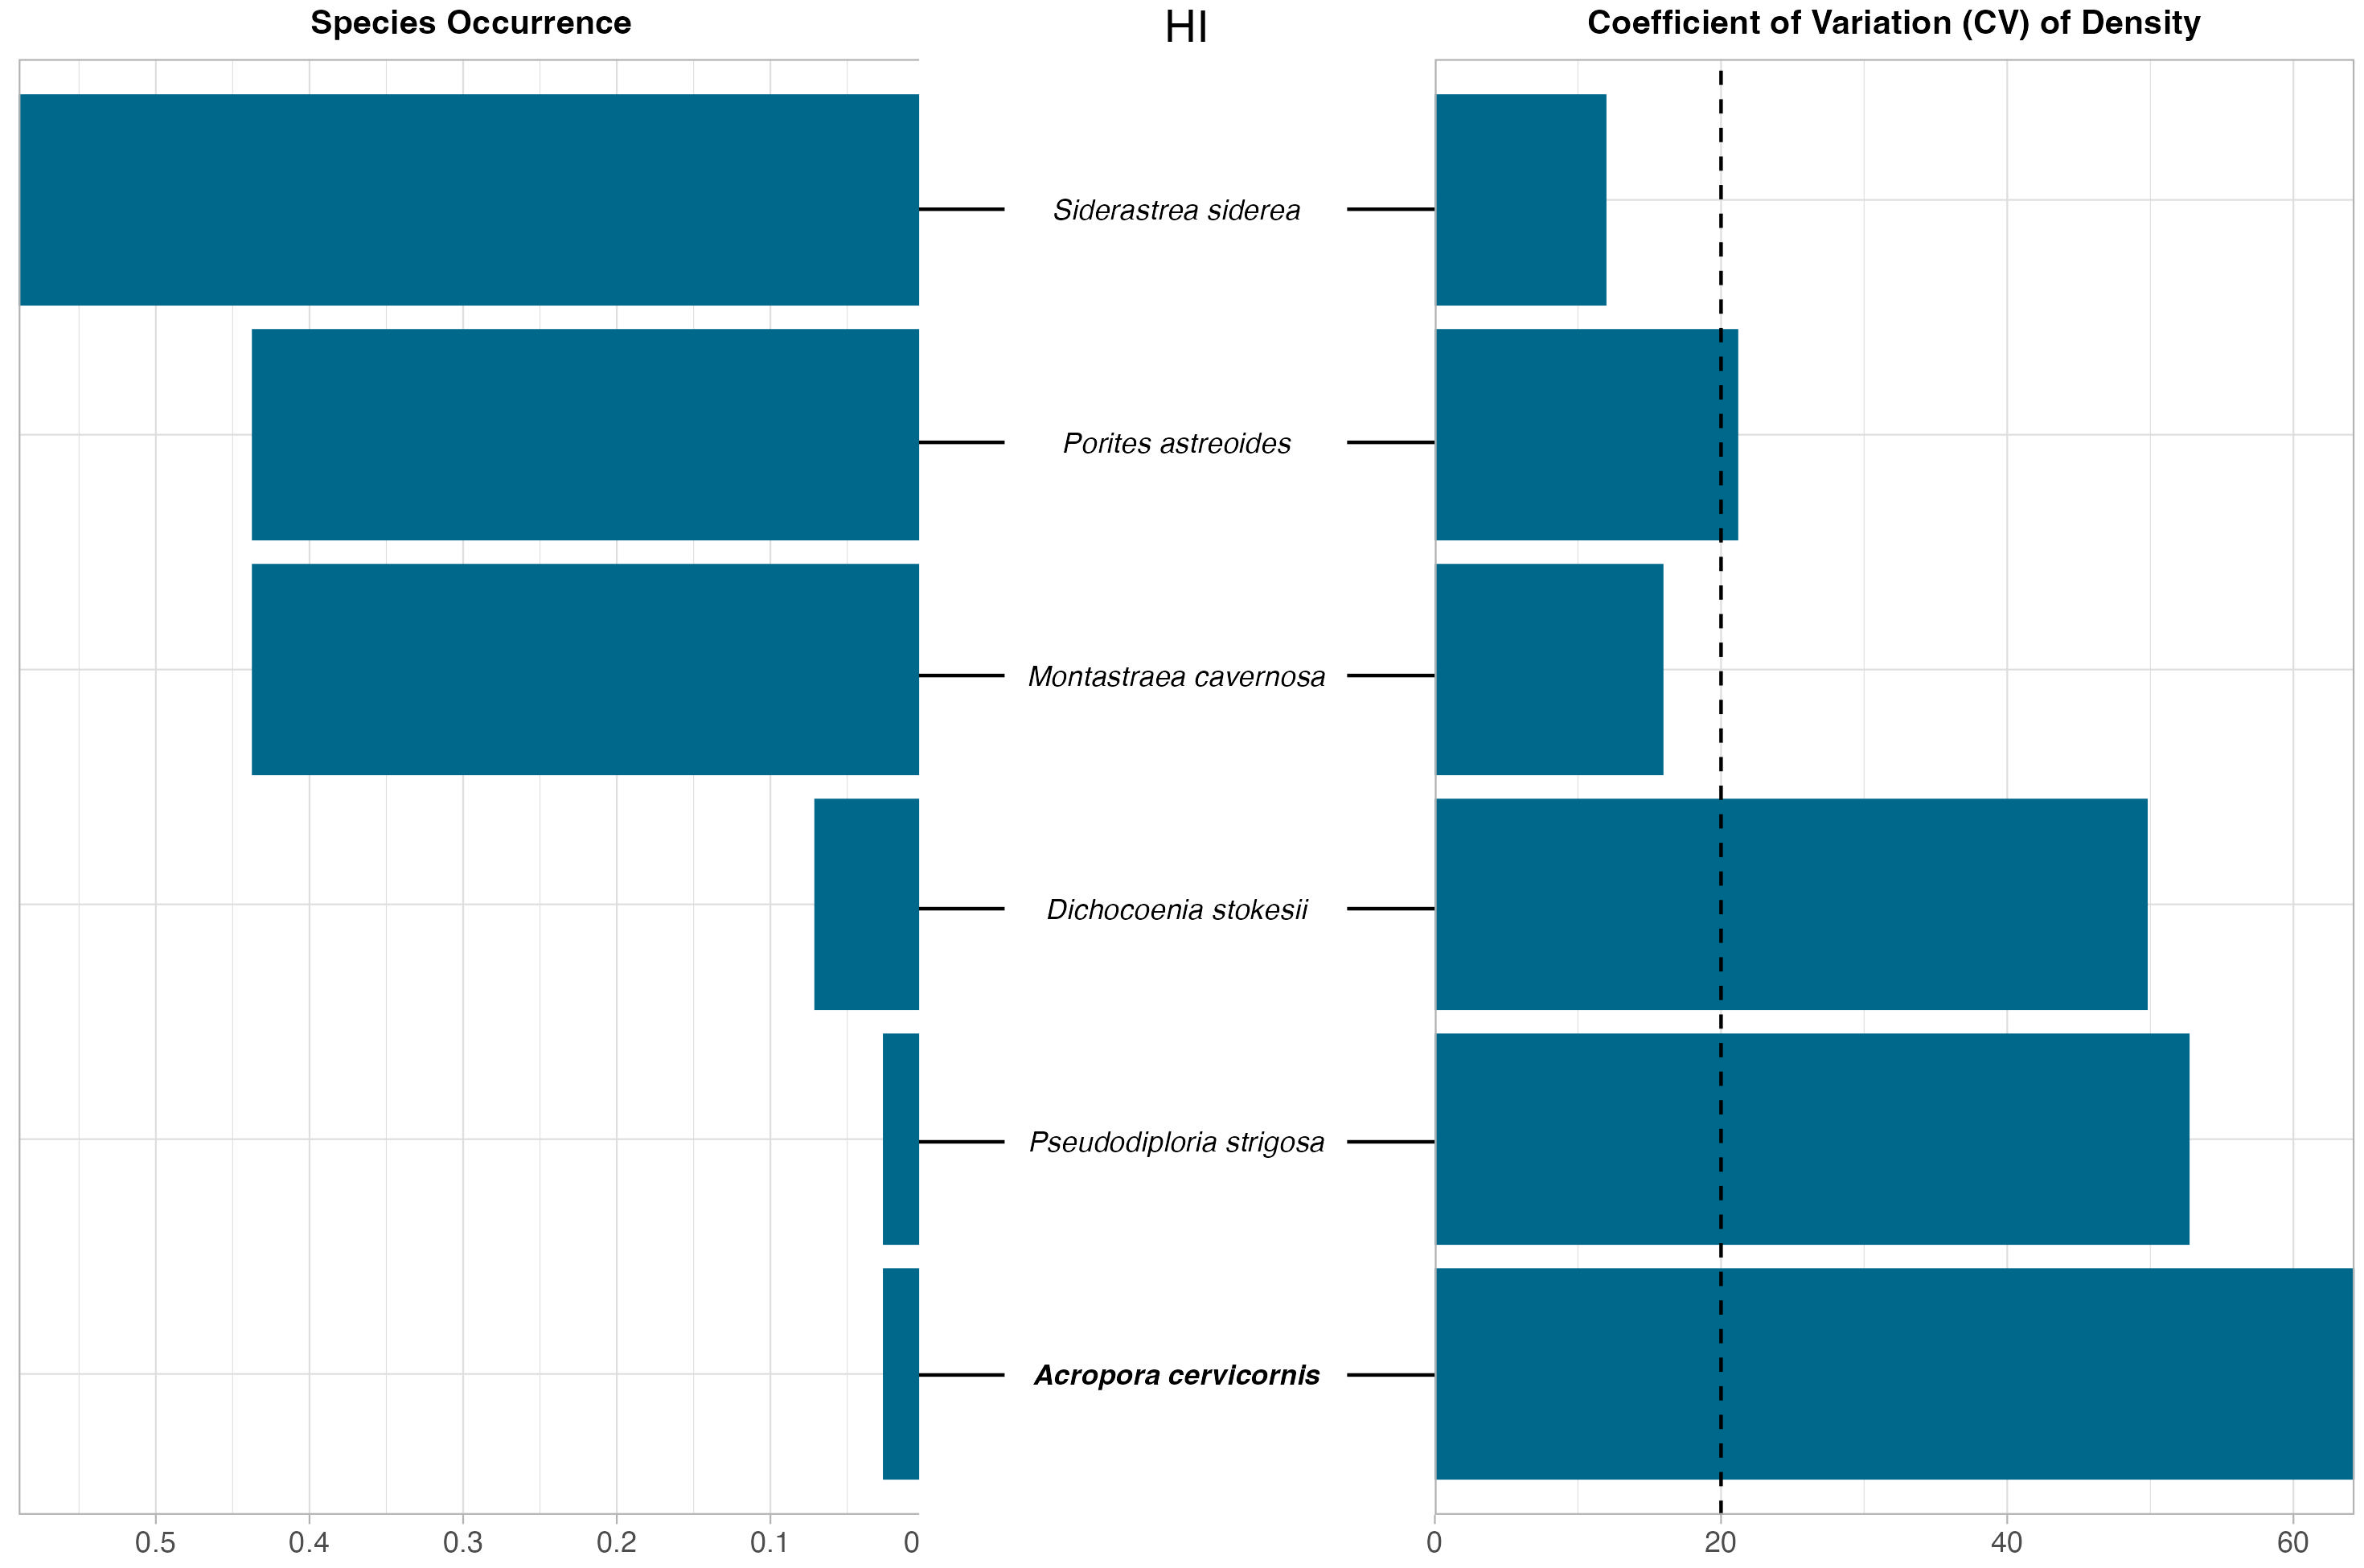 Species Occurrence
HI
Coefficient of Variation (CV) of Density
Siderastrea siderea
Porites astreoides
Montastraea cavernosa
Dichocoenia stokesii
Pseudodiploria strigosa
Acropora cervicornis
0.5 0.4 0.3 0.2 0.1 0
0 20 40 60